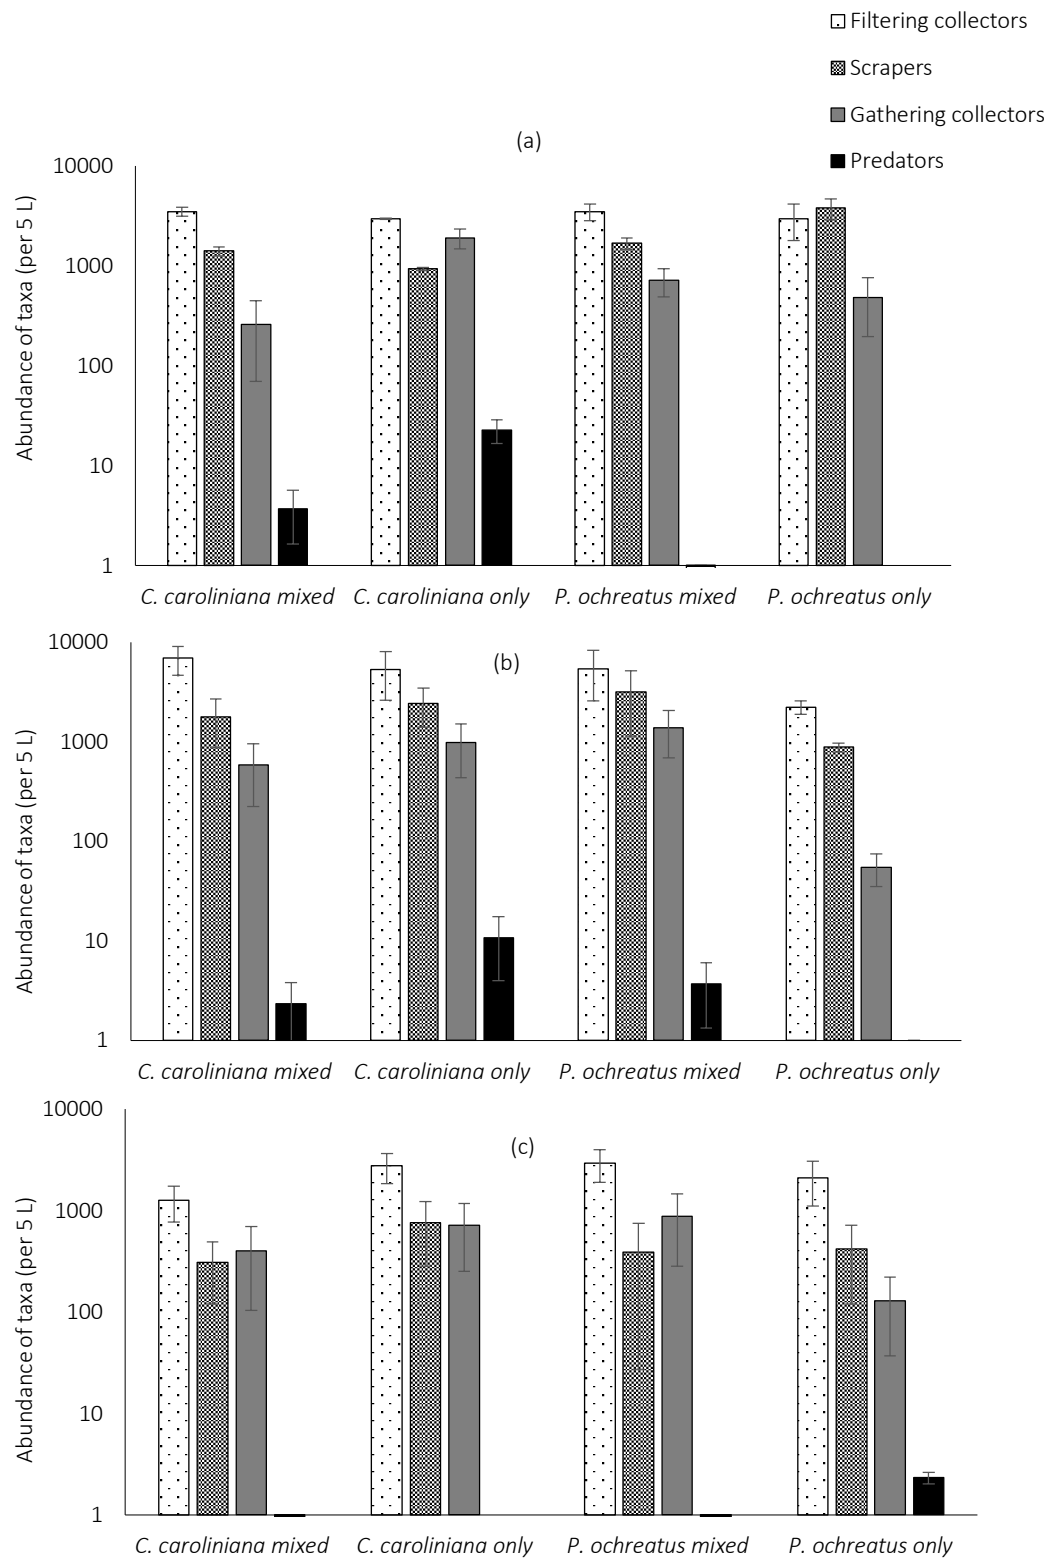 Filtering collectors
Scrapers
Gathering collectors
Predators
(a)
Abundance of taxa (per 5 L)
10000
1000
100
10
1
C. caroliniana mixed C. caroliniana only P. ochreatus mixed P. ochreatus only
(b)
Abundance of taxa (per 5 L)
10000
1000
100
10
1
C. caroliniana mixed C. caroliniana only P. ochreatus mixed P. ochreatus only
(c)
Abundance of taxa (per 5 L)
10000
1000
100
10
1
C. caroliniana mixed C. caroliniana only P. ochreatus mixed P. ochreatus only